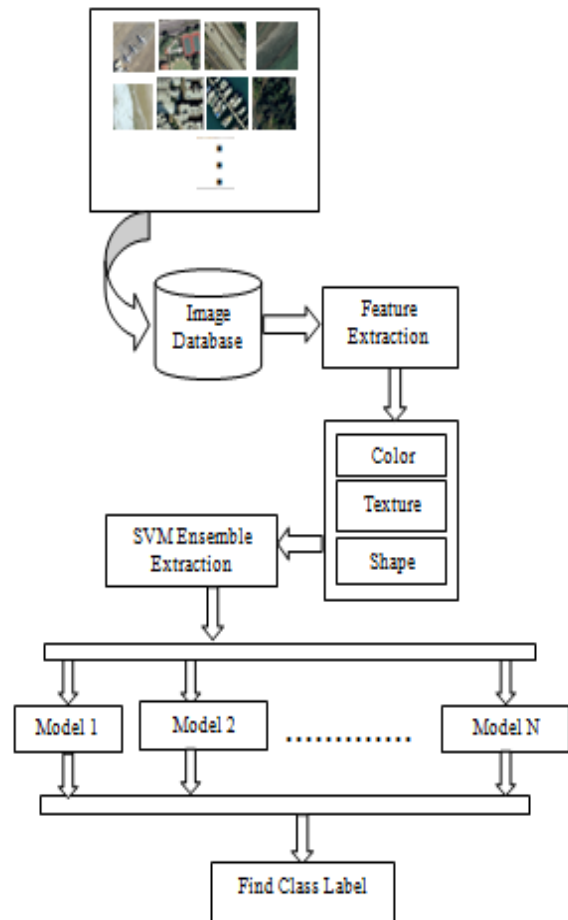 Image
Database
Feature
Extraction
Color
Texture
Shape
SVM Ensemble
Extraction
Model 1
Model 2
.............
Model N
Find Class Label